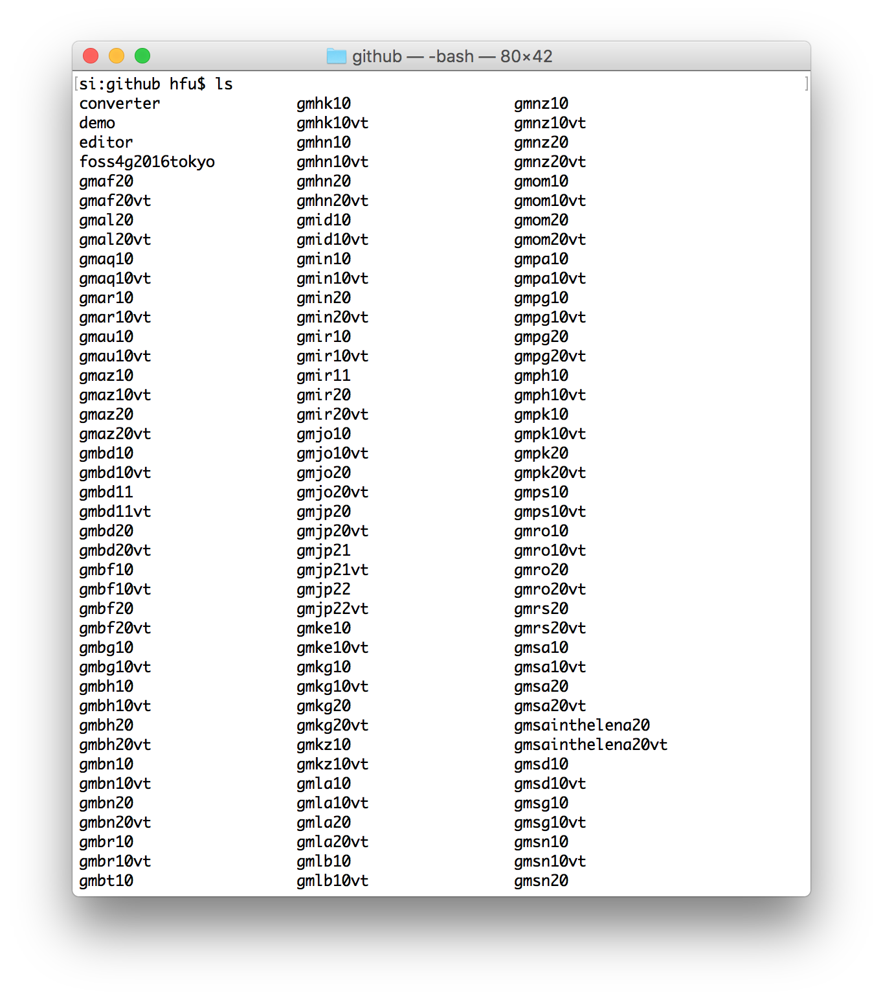 github — -bash — 80×42
si:github hfu$ ls
converter gmhk10 gmnz10
demo gmhk10vt gmnz10vt
editor gmhn10 gmnz20
foss4g2016tokyo gmhn10vt gmnz20vt
gmaf20 gmhn20 gmom10
gmaf20vt gmhn20vt gmom10vt
gmal20 gmid10 gmom20
gmal20vt gmid10vt gmom20vt
gmaq10 gmin10 gmpa10
gmaq10vt gmin10vt gmpa10vt
gmar10 gmin20 gmpg10
gmar10vt gmin20vt gmpg10vt
gmau10 gmir10 gmpg20
gmau10vt gmir10vt gmpg20vt
gmaz10 gmir11 gmph10
gmaz10vt gmir20 gmph10vt
gmaz20 gmir20vt gmpk10
gmaz20vt gmjo10 gmpk10vt
gmbd10 gmjo10vt gmpk20
gmbd10vt gmjo20 gmpk20vt
gmbd11 gmjo20vt gmps10
gmbd11vt gmjp20 gmps10vt
gmbd20 gmjp20vt gmro10
gmbd20vt gmjp21 gmro10vt
gmbf10 gmjp21vt gmro20
gmbf10vt gmjp22 gmro20vt
gmbf20 gmjp22vt gmrs20
gmbf20vt gmke10 gmrs20vt
gmbg10 gmke10vt gmsa10
gmbg10vt gmkg10 gmsa10vt
gmbh10 gmkg10vt gmsa20
gmbh10vt gmkg20 gmsa20vt
gmbh20 gmkg20vt gmsainthelena20
gmbh20vt gmkz10 gmsainthelena20vt
gmbn10 gmkz10vt gmsd10
gmbn10vt gmla10 gmsd10vt
gmbn20 gmla10vt gmsg10
gmbn20vt gmla20 gmsg10vt
gmbr10 gmla20vt gmsn10
gmbr10vt gmlb10 gmsn10vt
gmbt10 gmlb10vt gmsn20